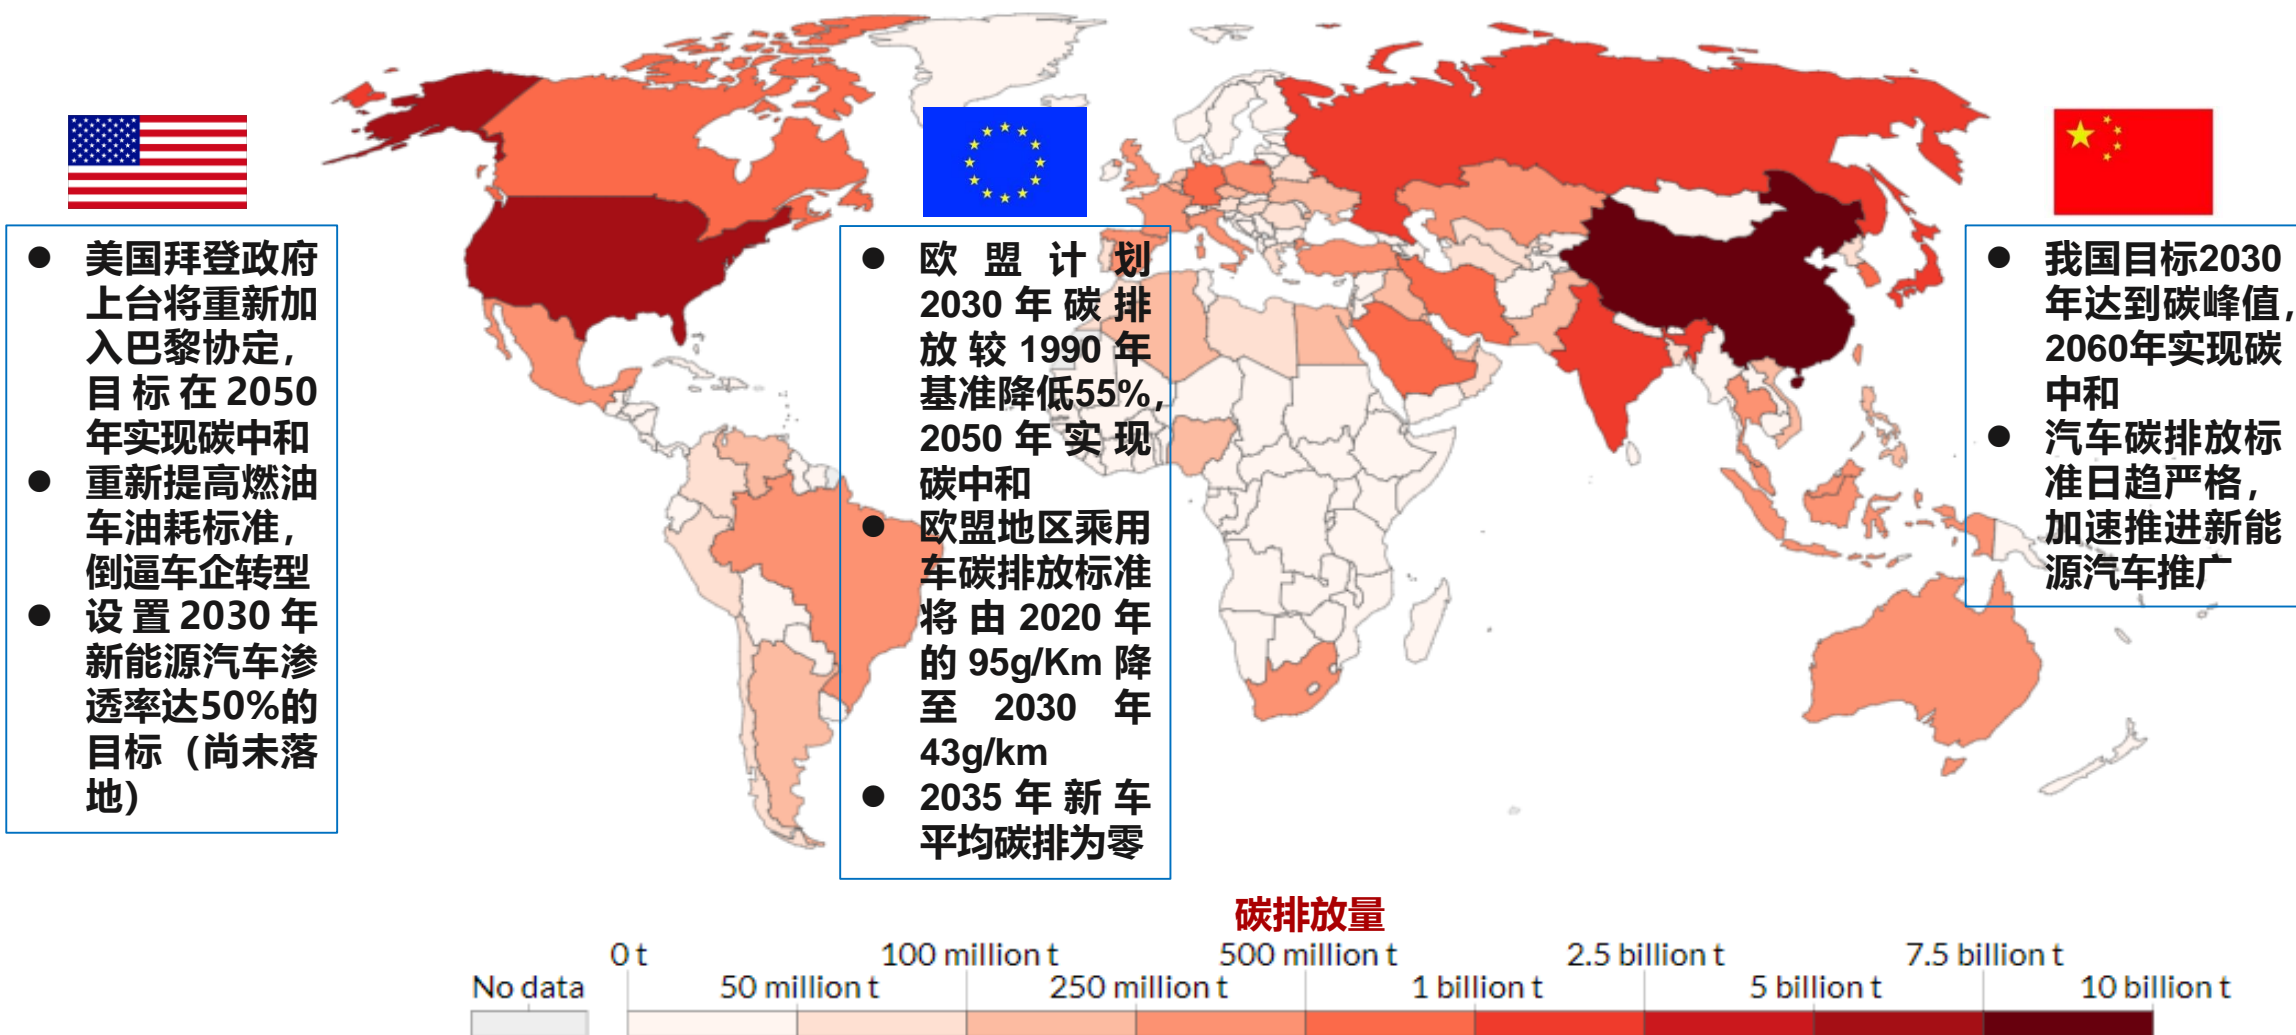 美国拜登政府
上台将重新加
入巴黎协定，
目标在2050
年实现碳中和
重新提高燃油
车油耗标准，
倒逼车企转型
设置2030年
新能源汽车渗
透率达50%的
目标（尚未落
地）
欧盟计划
2030年碳排
放较1990年
基准降低55%，
2050年实现
碳中和
欧盟地区乘用
车碳排放标准
将由2020年
的95g/Km降
至2030年
43g/km
2035年新车
平均碳排为零
我国目标2030
年达到碳峰值，
2060年实现碳
中和
汽车碳排放标
准日趋严格，
加速推进新能
源汽车推广
碳排放量
0 t 100 million t 500 million t 2.5 billion t 7.5 billion t
No data 50 million t 250 million t 1 billion t 5 billion t 10 billion t